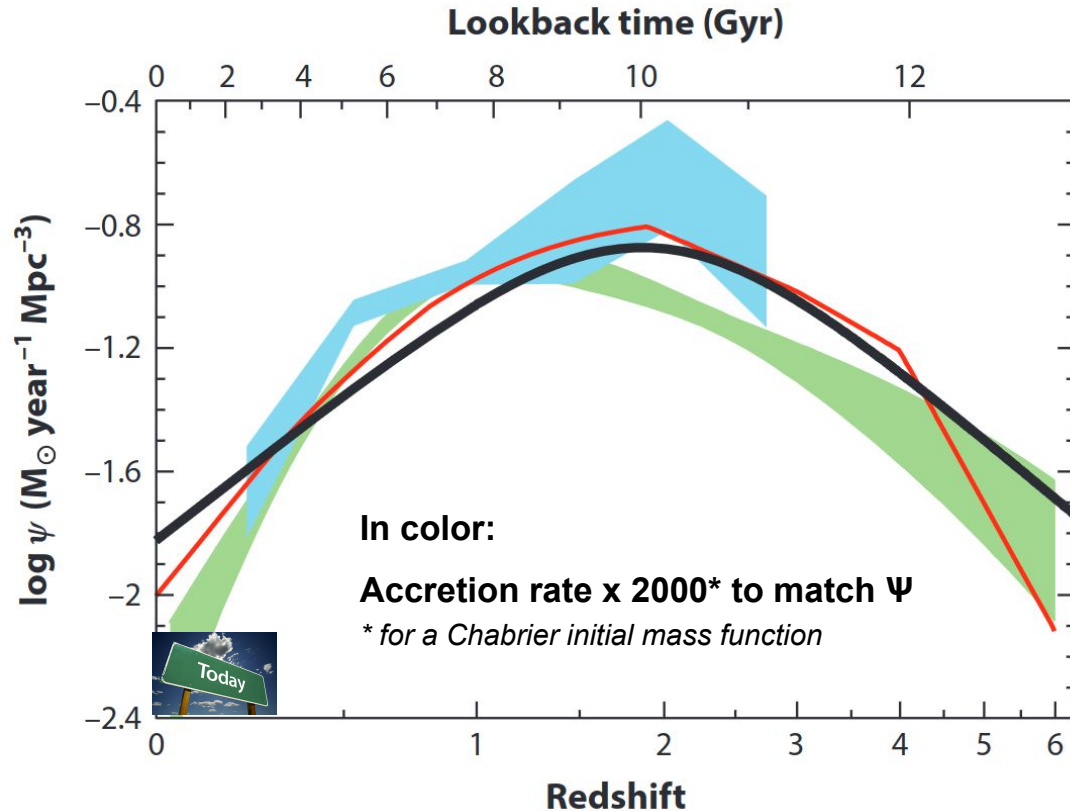 Lookback time (Gyr)
0 2 4 6 8 10 12
−0.4
−0.8
−1.2
−1.6
−2
−2.4
log ψ (M⊙ year−1 Mpc−3)
In color:
Accretion rate x 2000* to match Ψ
* for a Chabrier initial mass function
Today
0 1 2 3 4 5 6
Redshift